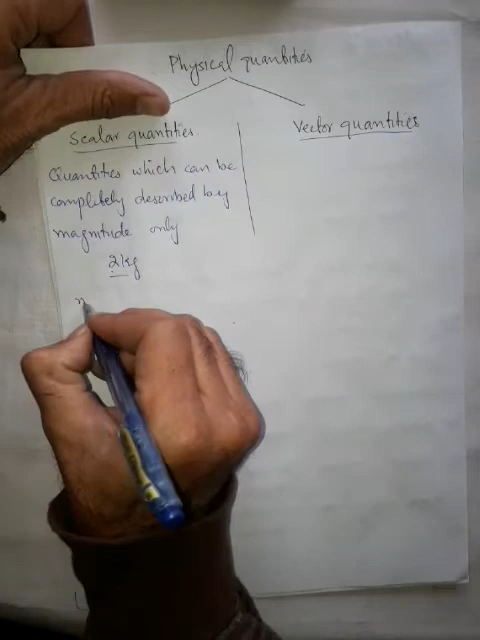 Physical quantities
Scalar quantities.
Vector quantities
Quantities which can be
completely described by
magnitude only
2kg